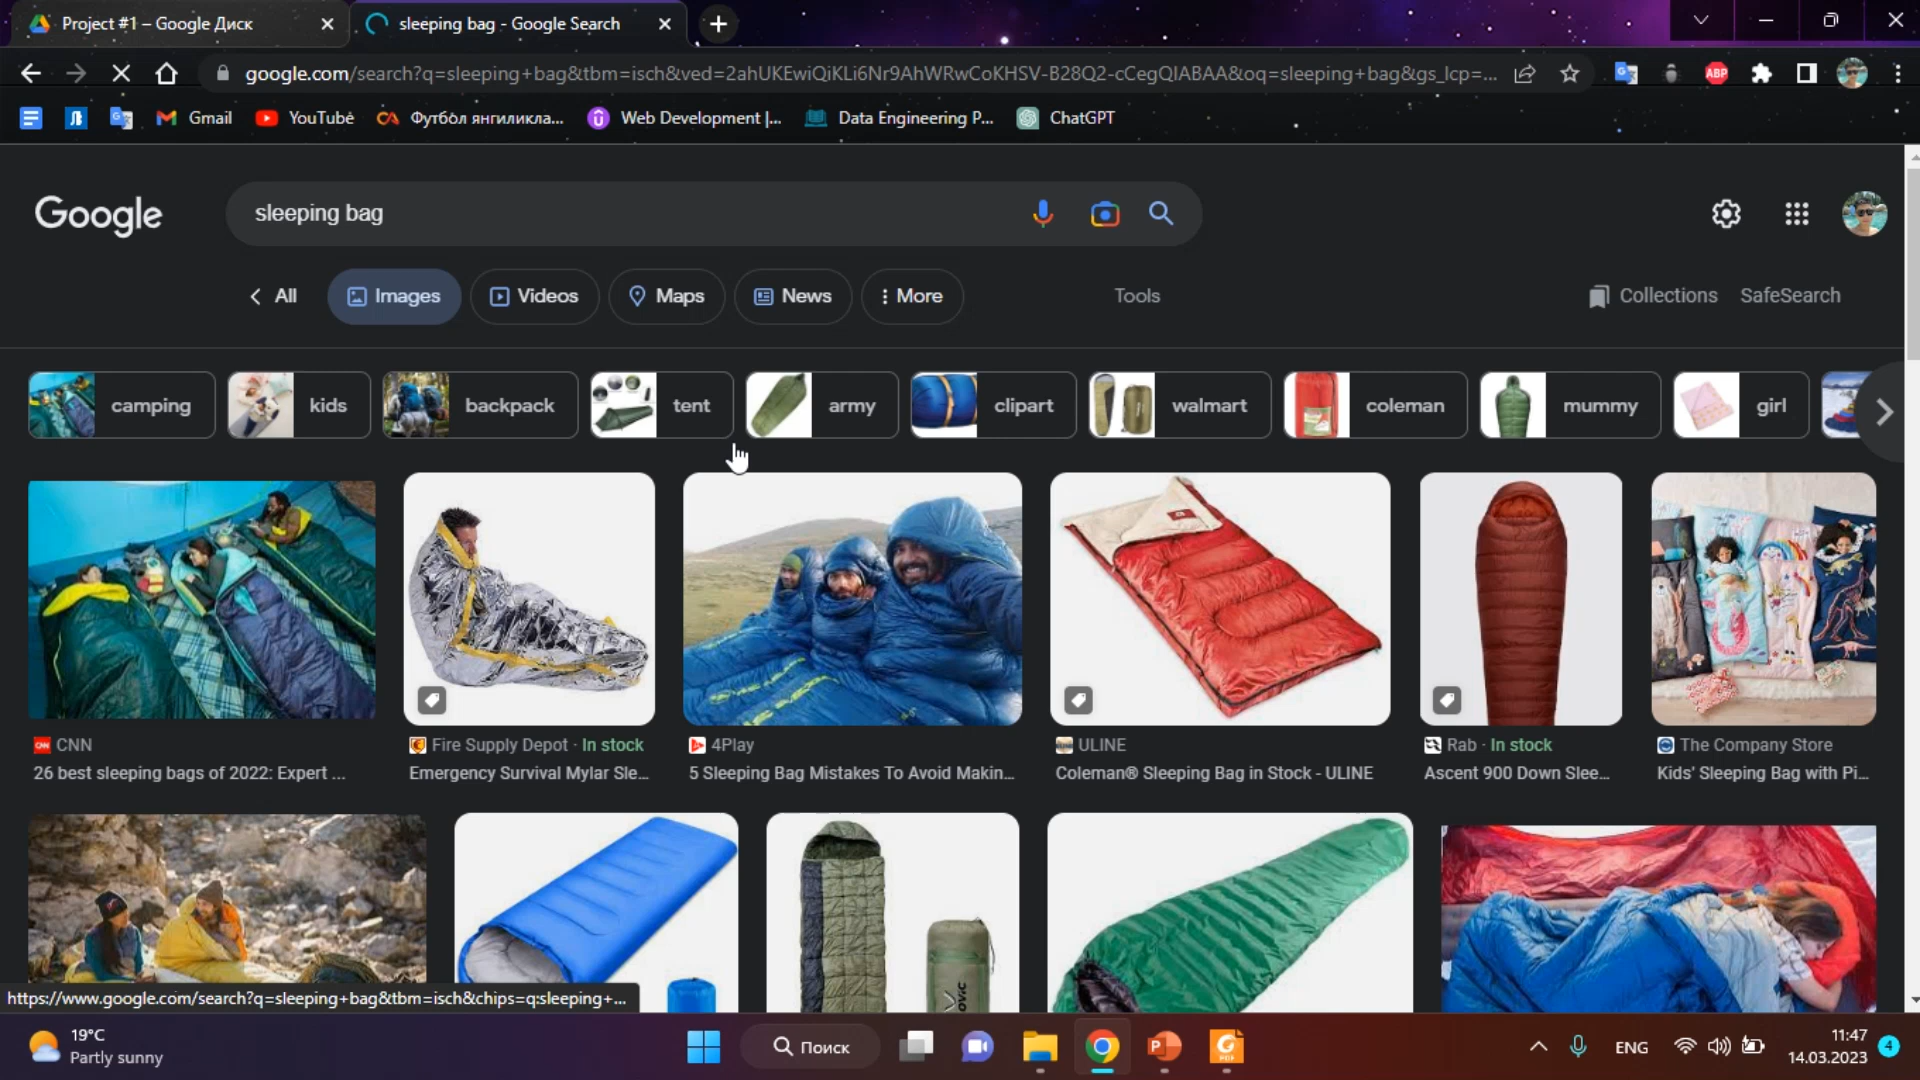 Project #1 – Google Диск
sleeping bag - Google Search
google.com/search?q=sleeping+bag&tbm=isch&ved=2ahUKEwiQiKLi6Nr9AhWRwCoKHSV-B28Q2-cCegQIABAA&oq=sleeping+bag&gs_lcp=...
Gmail
YouTube
Футбол янгиликла...
Web Development |...
Data Engineering P...
ChatGPT
ABP
Google
sleeping bag
All
Images
Videos
Maps
News
More
Tools
Collections
SafeSearch
camping
kids
backpack
tent
army
clipart
walmart
coleman
mummy
girl
CNN
26 best sleeping bags of 2022: Expert ...
Fire Supply Depot · In stock
Emergency Survival Mylar Sle...
4Play
5 Sleeping Bag Mistakes To Avoid Makin...
ULINE
Coleman® Sleeping Bag in Stock - ULINE
Rab · In stock
Ascent 900 Down Slee...
The Company Store
Kids' Sleeping Bag with Pi...
https://www.google.com/search?q=sleeping+bag&tbm=isch&chips=q:sleeping+...
19°C
Partly sunny
Поиск
ENG
11:47
14.03.2023
4